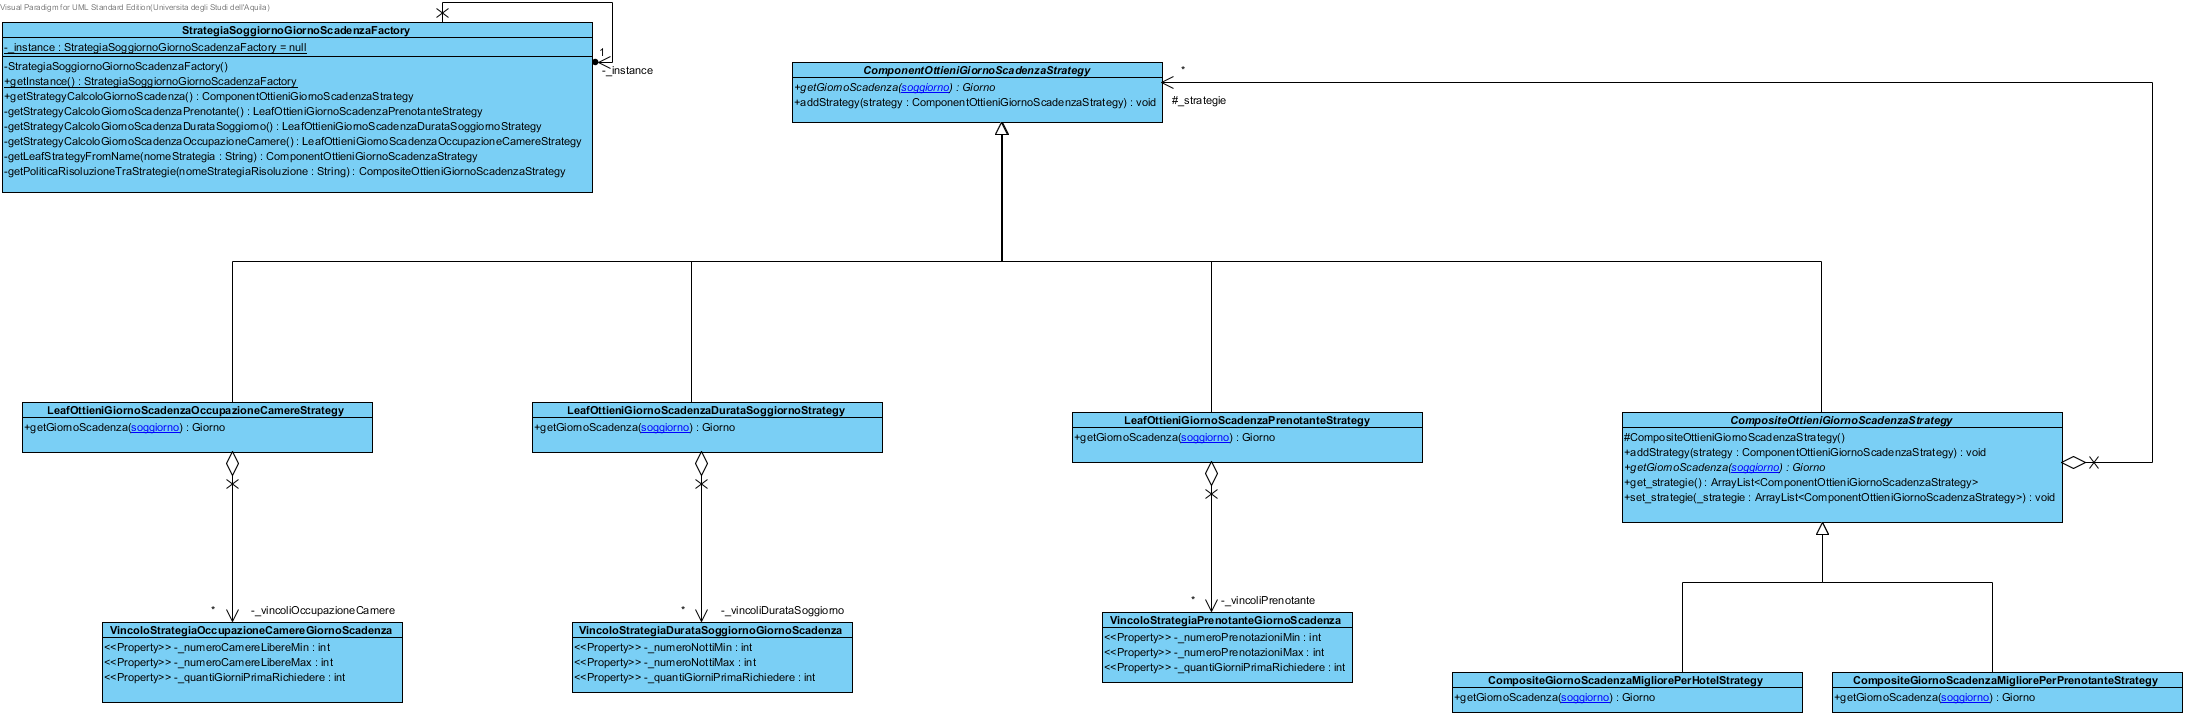 Visual Paradigm for UML Standard Edition(Universita degli Studi dell'Aquila)
StrategiaSoggiornoGiornoScadenzaFactory
-_instance : StrategiaSoggiornoGiornoScadenzaFactory = null
-StrategiaSoggiornoGiornoScadenzaFactory()
+getInstance() : StrategiaSoggiornoGiornoScadenzaFactory
+getStrategyCalcoloGiornoScadenza() : ComponentOttieniGiornoScadenzaStrategy
-getStrategyCalcoloGiornoScadenzaPrenotante() : LeafOttieniGiornoScadenzaPrenotanteStrategy
-getStrategyCalcoloGiornoScadenzaDurataSoggiorno() : LeafOttieniGiornoScadenzaDurataSoggiornoStrategy
-getStrategyCalcoloGiornoScadenzaOccupazioneCamere() : LeafOttieniGiornoScadenzaOccupazioneCamereStrategy
-getLeafStrategyFromName(nomeStrategia : String) : ComponentOttieniGiornoScadenzaStrategy
-getPoliticaRisoluzioneTraStrategie(nomeStrategiaRisoluzione : String) : CompositeOttieniGiornoScadenzaStrategy
1
-_instance
ComponentOttieniGiornoScadenzaStrategy
+getGiornoScadenza(soggiorno) : Giorno
+addStrategy(strategy : ComponentOttieniGiornoScadenzaStrategy) : void
*
#_strategie
LeafOttieniGiornoScadenzaOccupazioneCamereStrategy
+getGiornoScadenza(soggiorno) : Giorno
LeafOttieniGiornoScadenzaDurataSoggiornoStrategy
+getGiornoScadenza(soggiorno) : Giorno
LeafOttieniGiornoScadenzaPrenotanteStrategy
+getGiornoScadenza(soggiorno) : Giorno
CompositeOttieniGiornoScadenzaStrategy
#CompositeOttieniGiornoScadenzaStrategy()
+addStrategy(strategy : ComponentOttieniGiornoScadenzaStrategy) : void
+getGiornoScadenza(soggiorno) : Giorno
+get_strategie() : ArrayList<ComponentOttieniGiornoScadenzaStrategy>
+set_strategie(_strategie : ArrayList<ComponentOttieniGiornoScadenzaStrategy>) : void
*
-_vincoliOccupazioneCamere
VincoloStrategiaOccupazioneCamereGiornoScadenza
<<Property>> -_numeroCamereLibereMin : int
<<Property>> -_numeroCamereLibereMax : int
<<Property>> -_quantiGiorniPrimaRichiedere : int
*
-_vincoliDurataSoggiorno
VincoloStrategiaDurataSoggiornoGiornoScadenza
<<Property>> -_numeroNottiMin : int
<<Property>> -_numeroNottiMax : int
<<Property>> -_quantiGiorniPrimaRichiedere : int
*
-_vincoliPrenotante
VincoloStrategiaPrenotanteGiornoScadenza
<<Property>> -_numeroPrenotazioniMin : int
<<Property>> -_numeroPrenotazioniMax : int
<<Property>> -_quantiGiorniPrimaRichiedere : int
CompositeGiornoScadenzaMigliorePerHotelStrategy
+getGiornoScadenza(soggiorno) : Giorno
CompositeGiornoScadenzaMigliorePerPrenotanteStrategy
+getGiornoScadenza(soggiorno) : Giorno